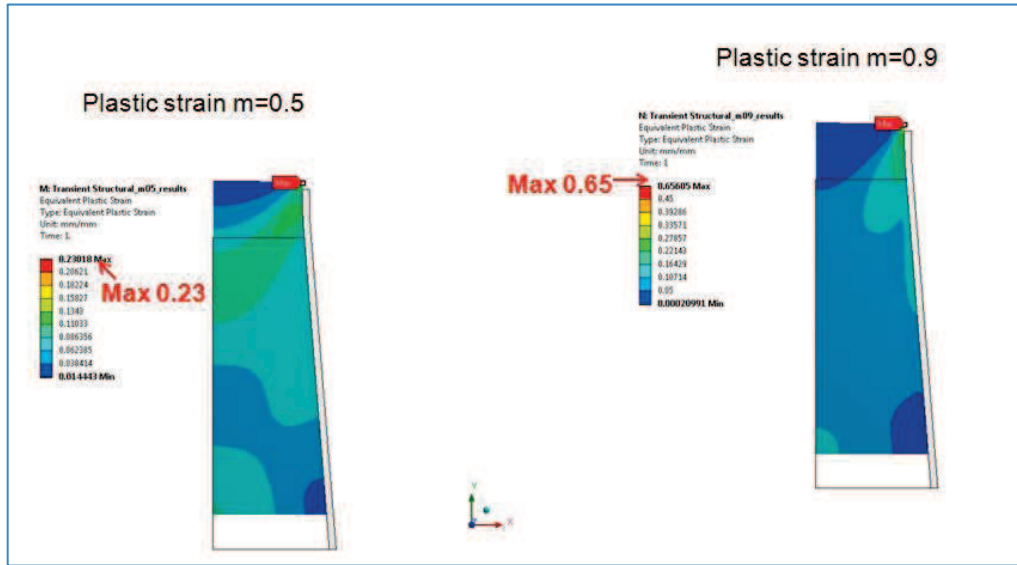 Plastic strain m=0.9
Plastic strain m=0.5
N: Transient Structural_m09_results
Equivalent Plastic Strain
Type: Equivalent Plastic Strain
Unit: mm/mm
Time: 1
Max 0.65
0.65605 Max
0.45
0.39286
0.33571
0.27857
0.22143
0.16429
0.10714
0.05
0.00020991 Min
Max
M: Transient Structural_m05_results
Equivalent Plastic Strain
Type: Equivalent Plastic Strain
Unit: mm/mm
Time: 1
0.23018 Max
0.20621
0.18224
0.15827
0.1343
0.11033
0.086356
0.062385
0.038414
0.014443 Min
Max 0.23
Max
Y
X